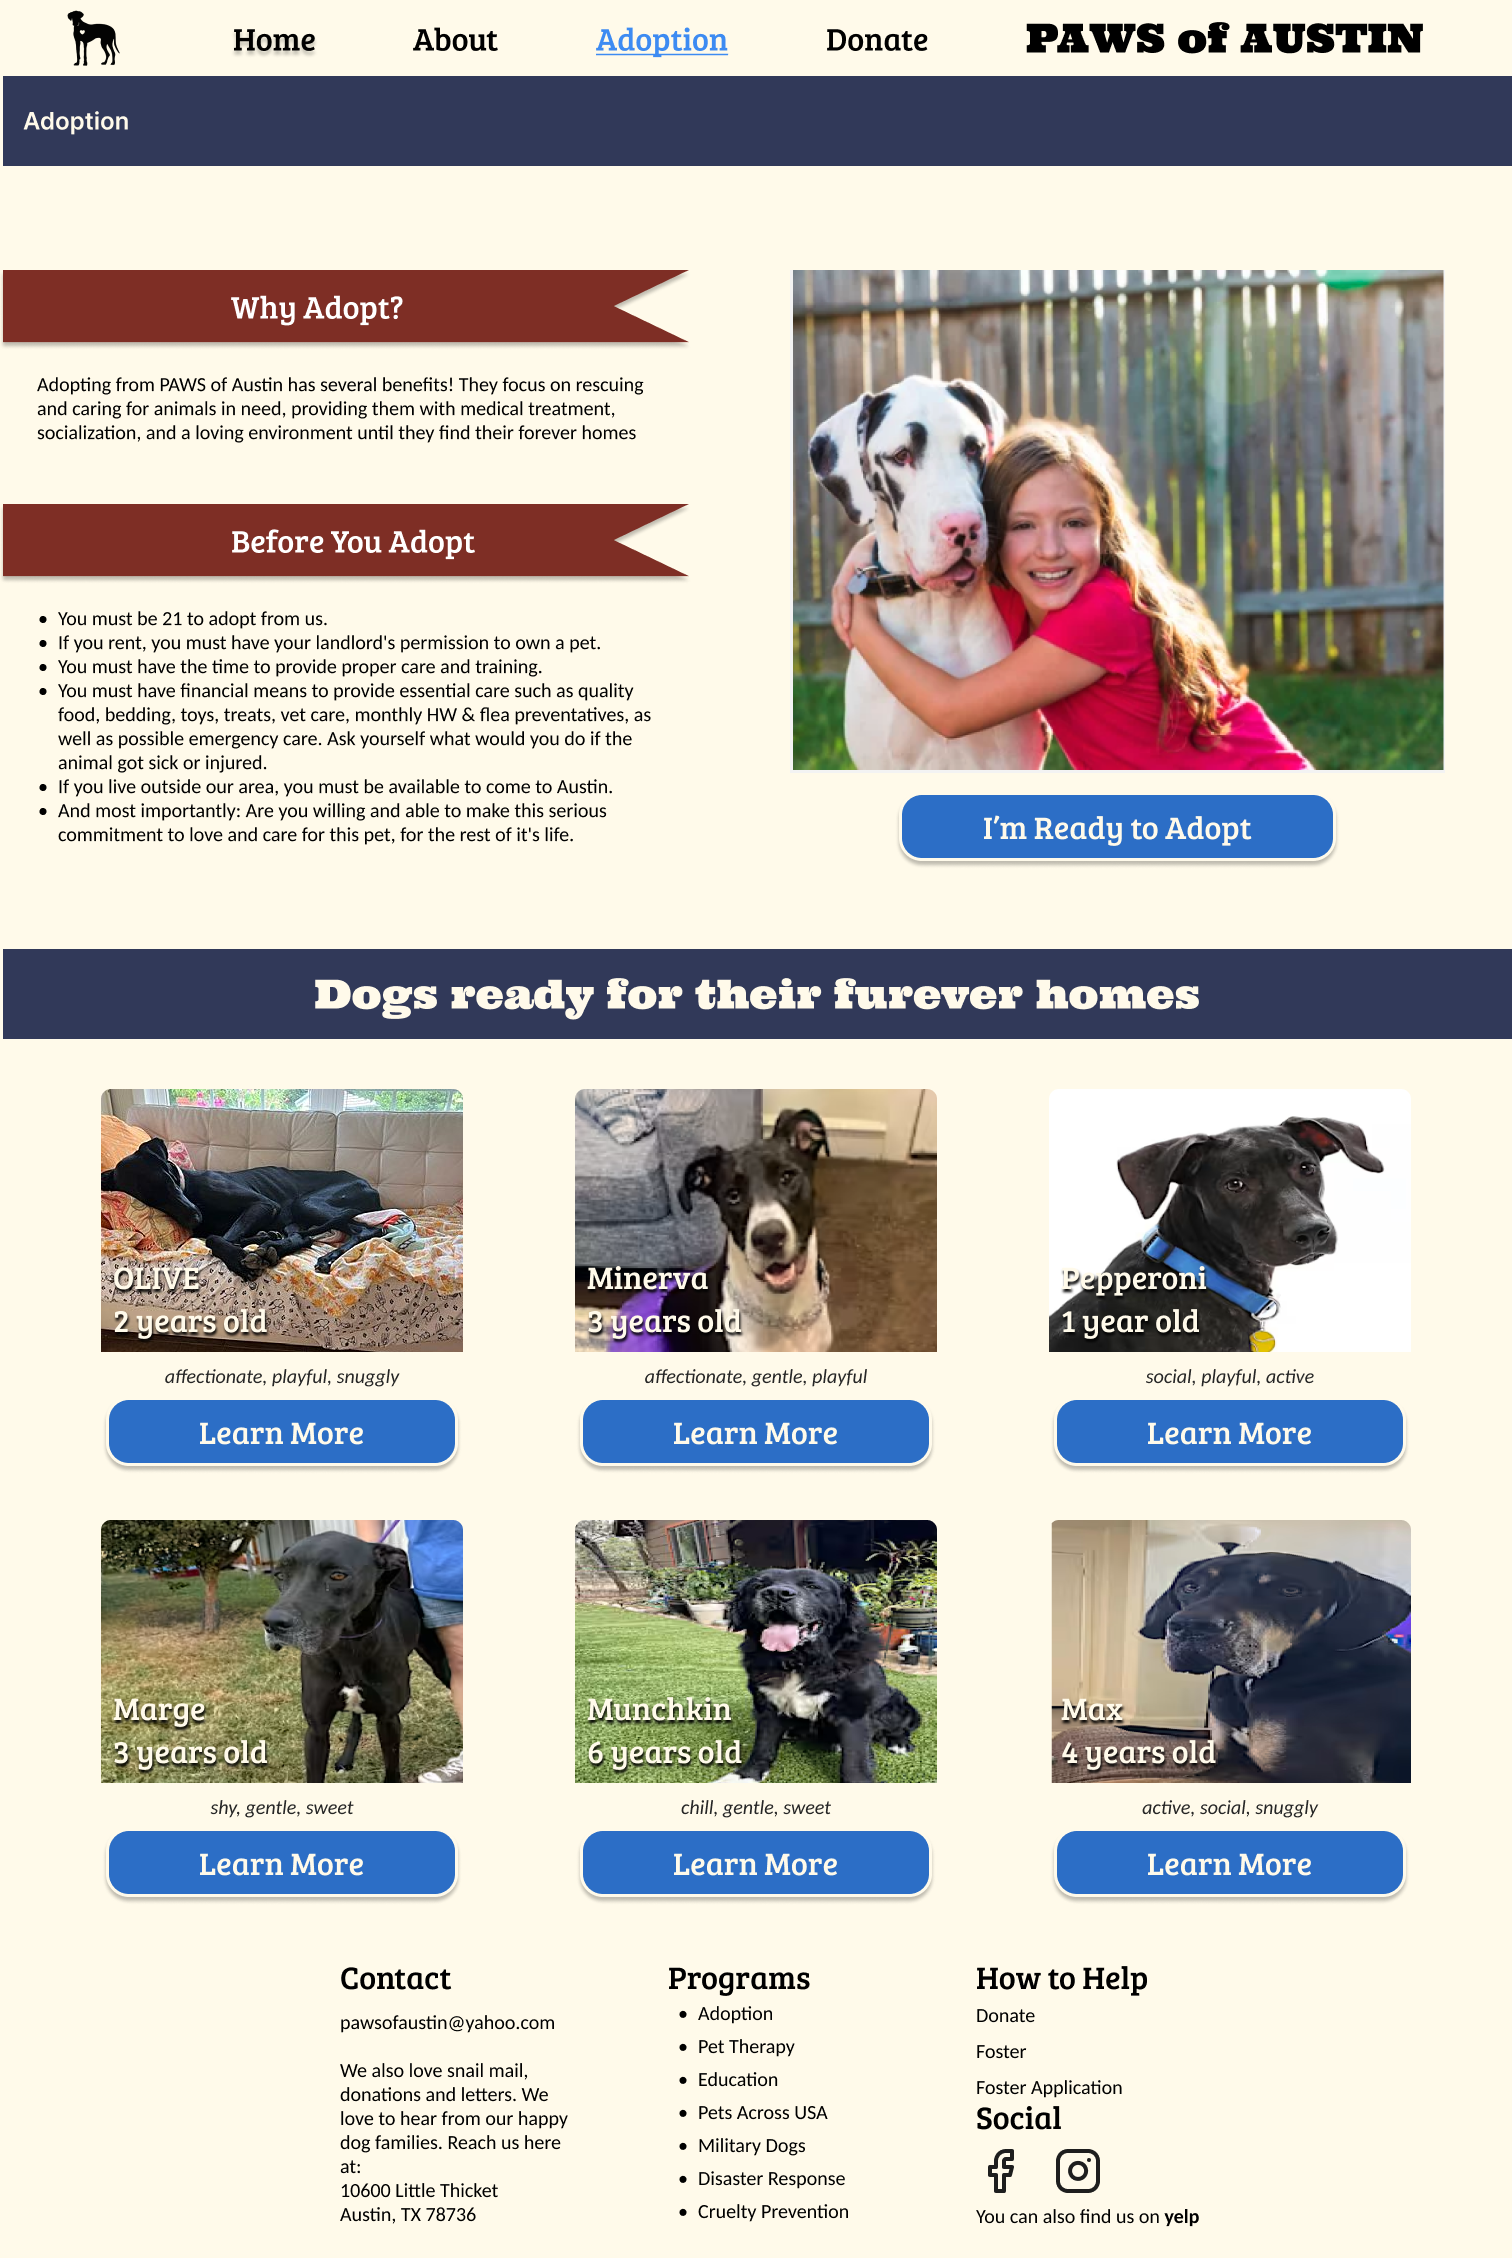 Home
About
Adoption
Donate
PAWS of AUSTIN
Adoption
Why Adopt?
Adopting from PAWS of Austin has several benefits! They focus on rescuing
and caring for animals in need, providing them with medical treatment,
socialization, and a loving environment until they find their forever homes
Before You Adopt
• You must be 21 to adopt from us.
• If you rent, you must have your landlord's permission to own a pet.
• You must have the time to provide proper care and training.
• You must have financial means to provide essential care such as quality
food, bedding, toys, treats, vet care, monthly HW & flea preventatives, as
well as possible emergency care. Ask yourself what would you do if the
animal got sick or injured.
• If you live outside our area, you must be available to come to Austin.
• And most importantly: Are you willing and able to make this serious
commitment to love and care for this pet, for the rest of it's life.
I’m Ready to Adopt
Dogs ready for their furever homes
OLIVE
2 years old
affectionate, playful, snuggly
Learn More
Minerva
3 years old
affectionate, gentle, playful
Learn More
Pepperoni
1 year old
social, playful, active
Learn More
Marge
3 years old
shy, gentle, sweet
Learn More
Munchkin
6 years old
chill, gentle, sweet
Learn More
Max
4 years old
active, social, snuggly
Learn More
Contact
pawsofaustin@yahoo.com
We also love snail mail,
donations and letters. We
love to hear from our happy
dog families. Reach us here
at:
10600 Little Thicket
Austin, TX 78736
Programs
• Adoption
• Pet Therapy
• Education
• Pets Across USA
• Military Dogs
• Disaster Response
• Cruelty Prevention
How to Help
Donate
Foster
Foster Application
Social
You can also find us on yelp